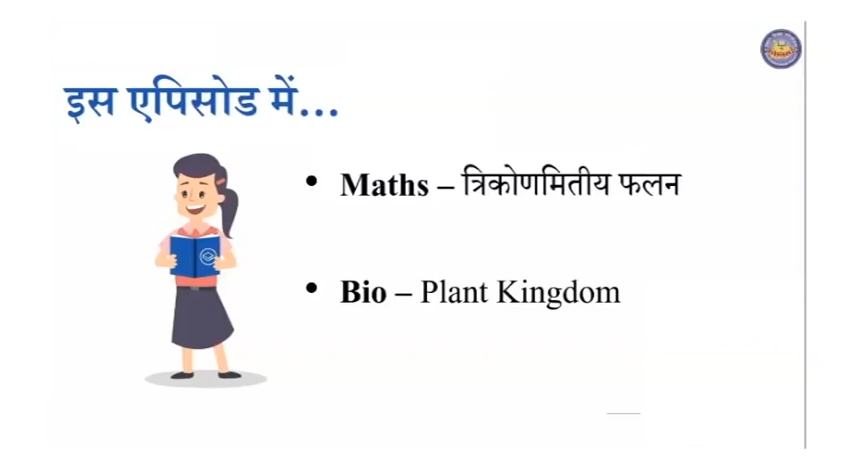 इस एपिसोड में...
• Maths – त्रिकोणमितीय फलन
• Bio – Plant Kingdom